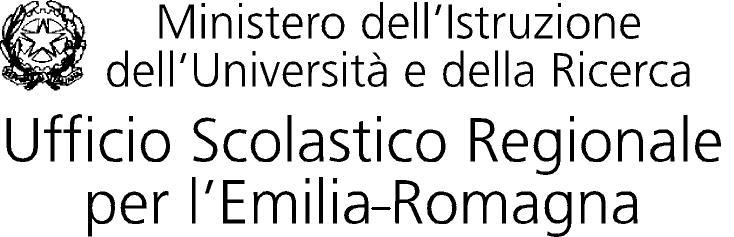 Ministero dell'Istruzione
dell'Università e della Ricerca
Ufficio Scolastico Regionale
per l'Emilia-Romagna